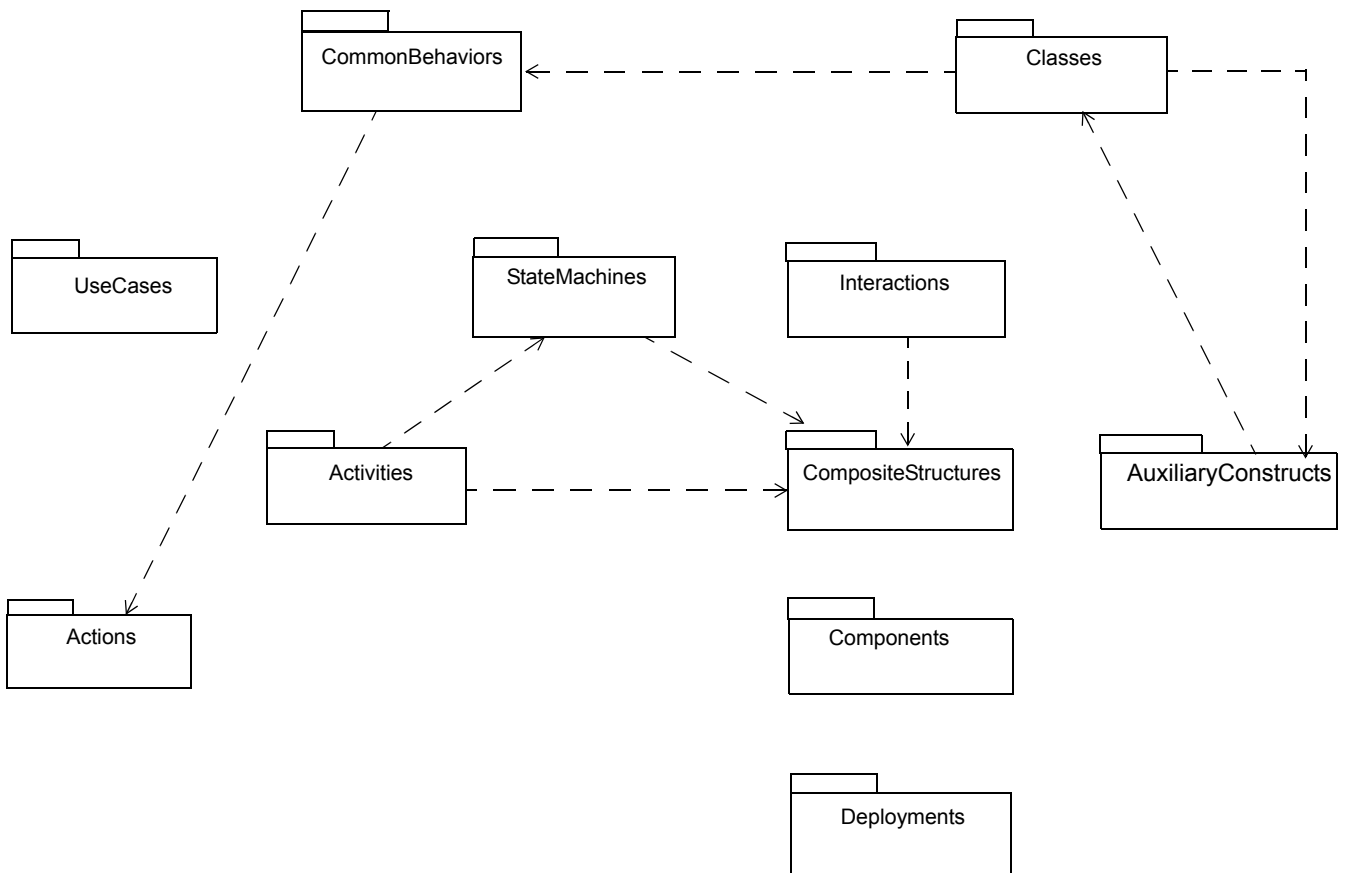 CommonBehaviors
Classes
UseCases
StateMachines
Interactions
Activities
CompositeStructures
AuxiliaryConstructs
Actions
Components
Deployments